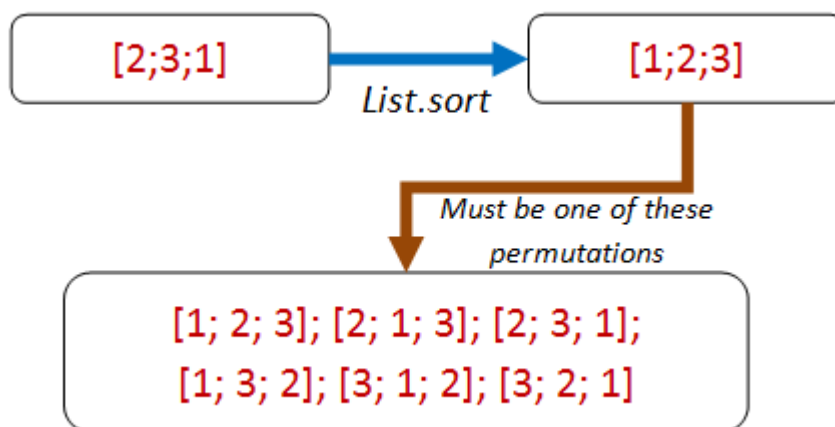 [2;3;1]
[1;2;3]
List.sort
Must be one of these
permutations
[1; 2; 3]; [2; 1; 3]; [2; 3; 1];
[1; 3; 2]; [3; 1; 2]; [3; 2; 1]